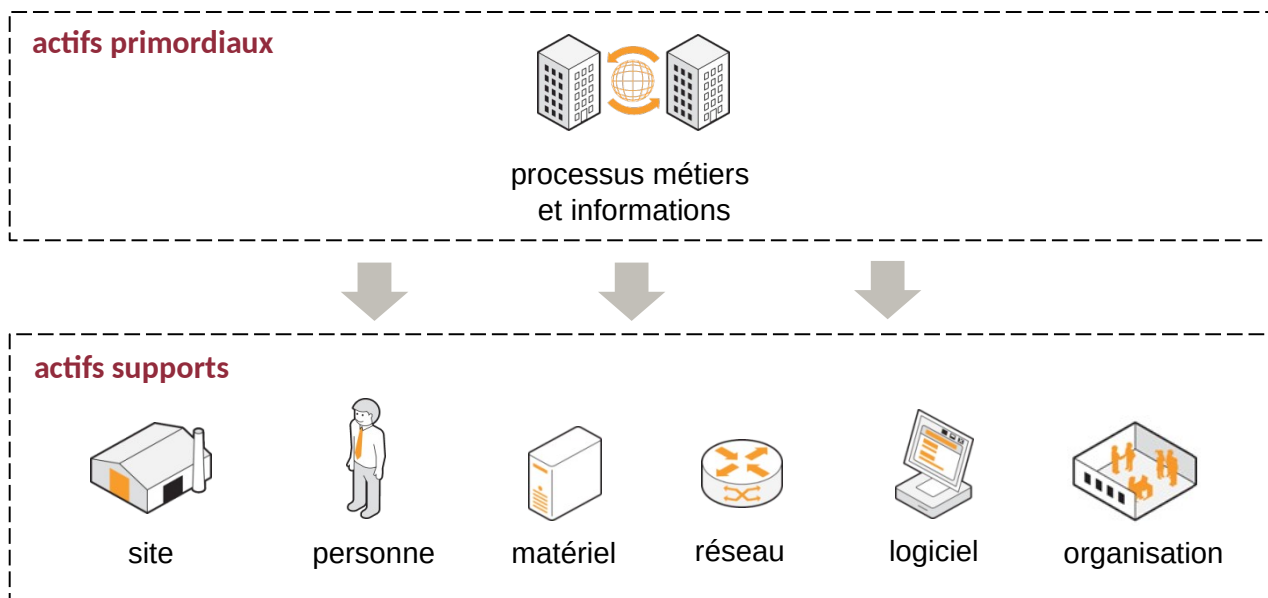 actifs primordiaux
processus métiers
et informations
actifs supports
site
personne
matériel
réseau
logiciel
organisation